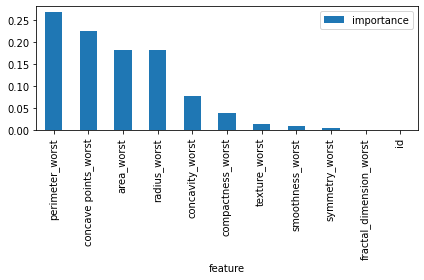 importance
0.25
0.20
0.15
0.10
0.05
0.00
perimeter_worst
concave points_worst
area_worst
radius_worst
concavity_worst
compactness_worst
texture_worst
smoothness_worst
symmetry_worst
fractal_dimension_worst
id
feature